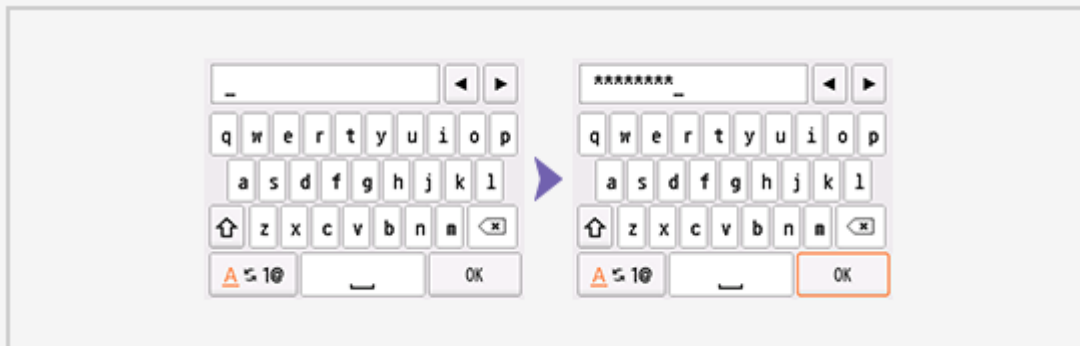 _ ◀ ▶
q w e r t y u i o p
a s d f g h j k l
z x c v b n m
A 1@ OK
********_ ◀ ▶
q w e r t y u i o p
a s d f g h j k l
z x c v b n m
A 1@ OK